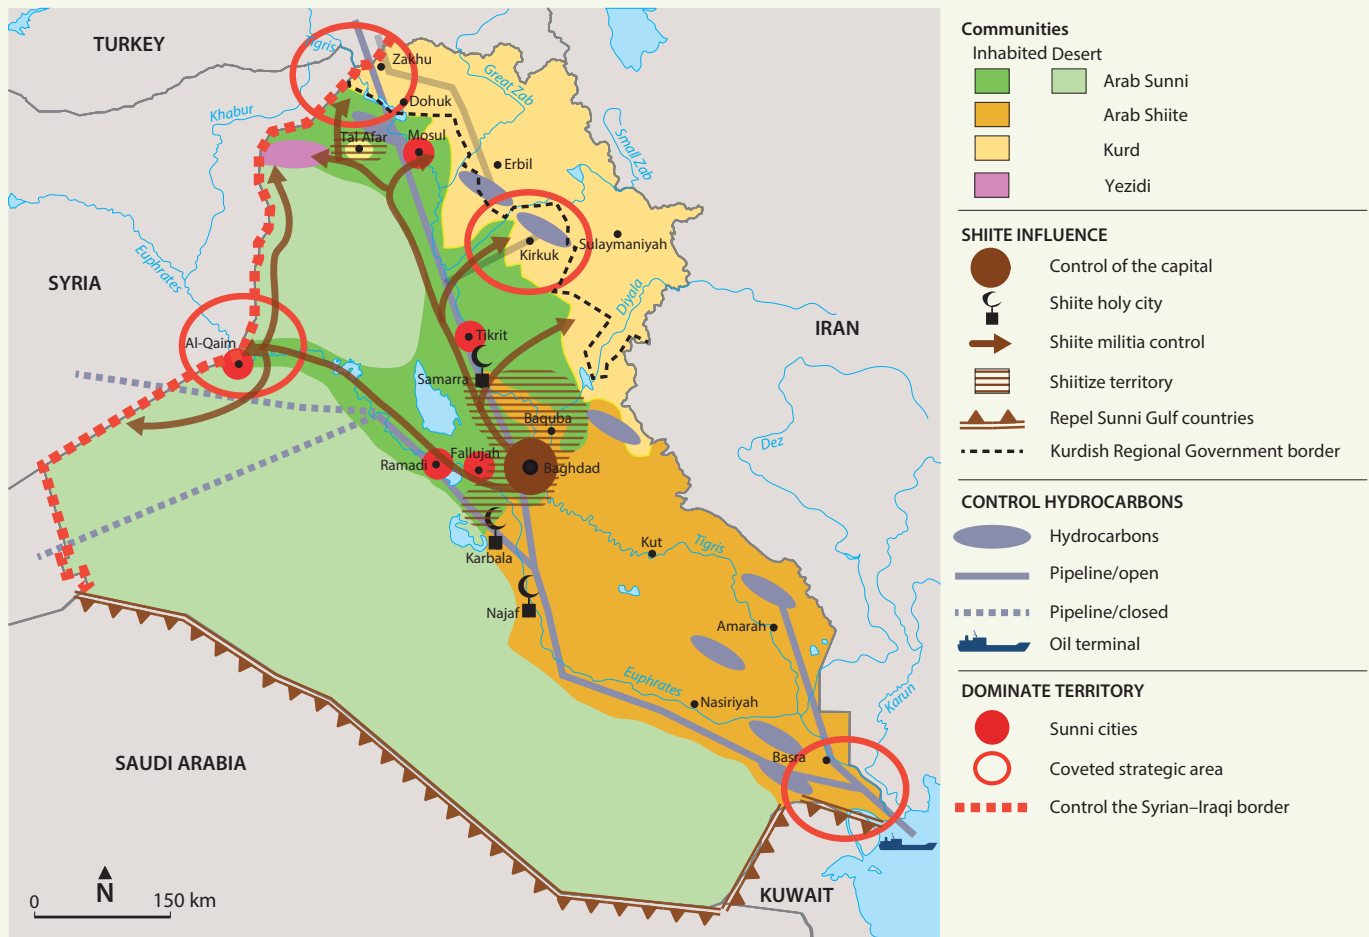 TURKEY
Tigris
Zakhu
Great Zab
Khabur
Dohuk
Small Zab
Tal Afar
Mosul
Erbil
Euphrates
Kirkuk
Sulaymaniyah
SYRIA
Diyala
IRAN
Al-Qaim
Tikrit
Samarra
Baquba
Dez
Ramadi
Fallujah
Baghdad
Kut
Tigris
Karbala
Najaf
Amarah
Euphrates
Nasiriyah
Karun
Basra
SAUDI ARABIA
KUWAIT
N
0 150 km
Communities
Inhabited Desert
Arab Sunni
Arab Shiite
Kurd
Yezidi
SHIITE INFLUENCE
Control of the capital
Shiite holy city
Shiite militia control
Shiitize territory
Repel Sunni Gulf countries
Kurdish Regional Government border
CONTROL HYDROCARBONS
Hydrocarbons
Pipeline/open
Pipeline/closed
Oil terminal
DOMINATE TERRITORY
Sunni cities
Coveted strategic area
Control the Syrian–Iraqi border